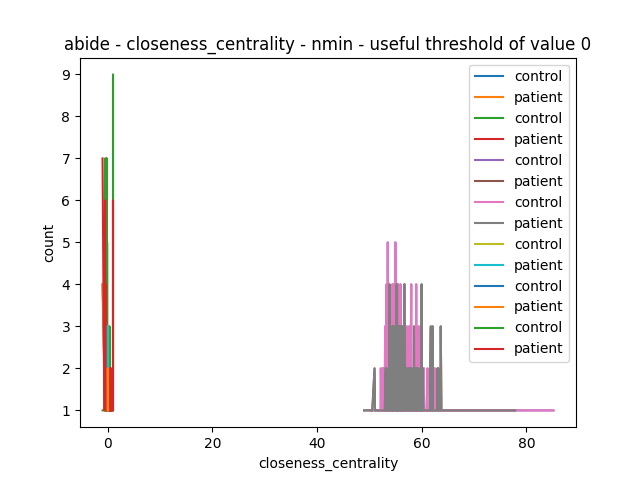 abide - closeness_centrality - nmin - useful threshold of value 0
control
patient
control
patient
control
patient
control
patient
control
patient
control
patient
control
patient
count
9
8
7
6
5
4
3
2
1
0
20
40
60
80
closeness_centrality